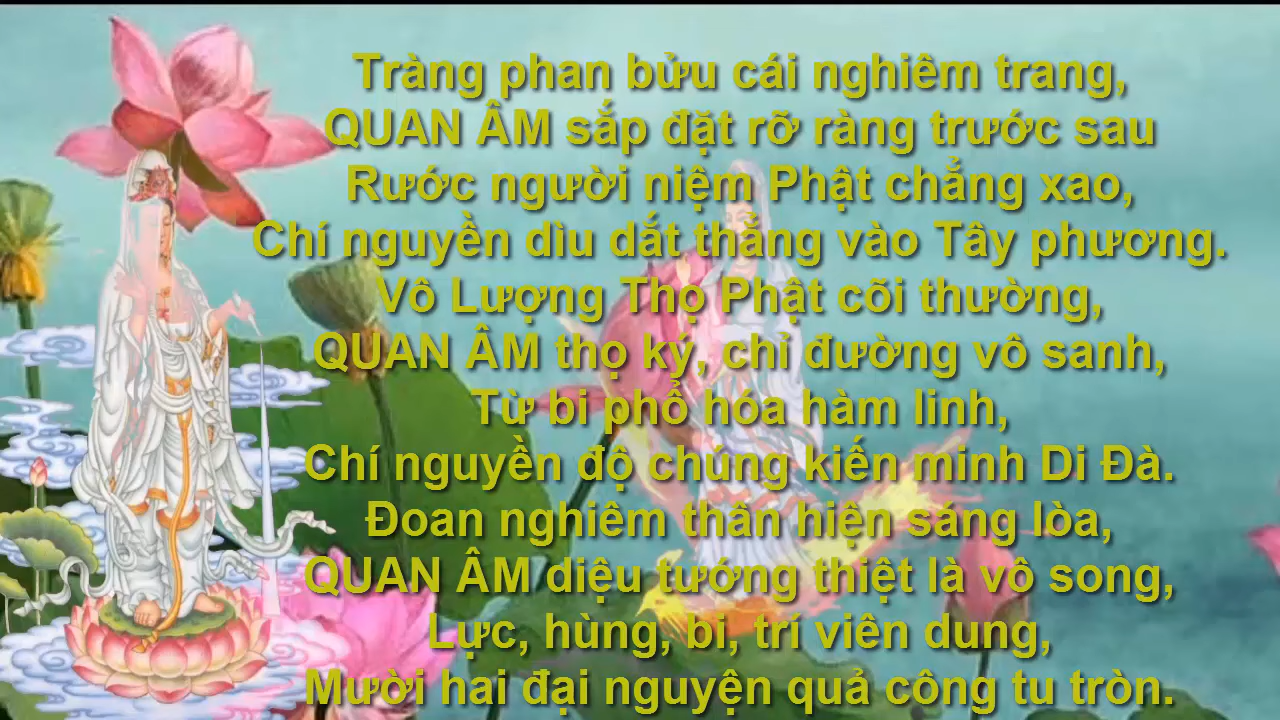 Tràng phan bửu cái nghiêm trang,
QUAN ÂM sắp đặt rỡ ràng trước sau
Rước người niệm Phật chẳng xao,
Chí nguyền dìu dắt thẳng vào Tây phương.
Vô Lượng Thọ Phật cõi thường,
QUAN ÂM thọ ký, chỉ đường vô sanh,
Từ bi phổ hóa hàm linh,
Chí nguyền độ chúng kiến minh Di Đà.
Đoan nghiêm thân hiện sáng lòa,
QUAN ÂM diệu tướng thiệt là vô song,
Lực, hùng, bi, trí viên dung,
Mười hai đại nguyện quả công tu tròn.